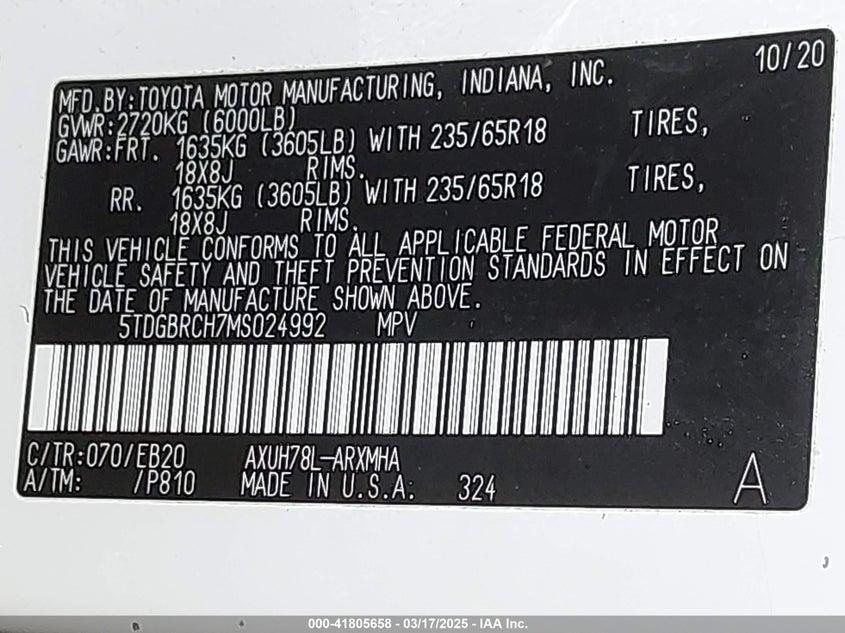 10/20
MFD.BY:TOYOTA MOTOR MANUFACTURING, INDIANA, INC.
GVWR:2720KG (6000LB)
GAWR:FRT. 1635KG (3605LB) WITH 235/65R18 TIRES,
18X8J RIMS.
RR. 1635KG (3605LB) WITH 235/65R18 TIRES,
18X8J RIMS.
THIS VEHICLE CONFORMS TO ALL APPLICABLE FEDERAL MOTOR
VEHICLE SAFETY AND THEFT PREVENTION STANDARDS IN EFFECT ON
THE DATE OF MANUFACTURE SHOWN ABOVE.
5TDGBRCH7MS024992 MPV
C/TR:070/EB20 AXUH78L-ARXMHA
A/TM: /P810 MADE IN U.S.A. 324 A
000-41805658 - 03/17/2025 - IAA Inc.